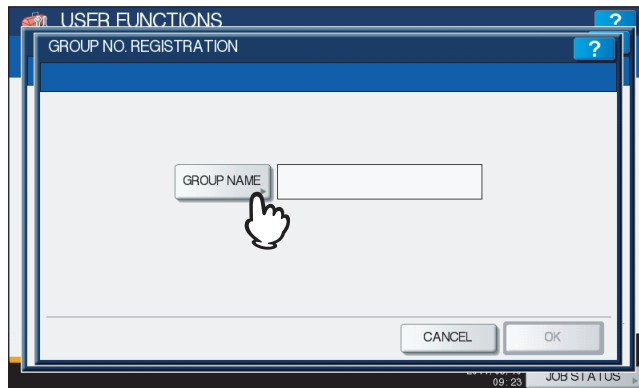 USER FUNCTIONS
?
GROUP NO. REGISTRATION
?
GROUP NAME
CANCEL
OK
09:23
JOB STATUS